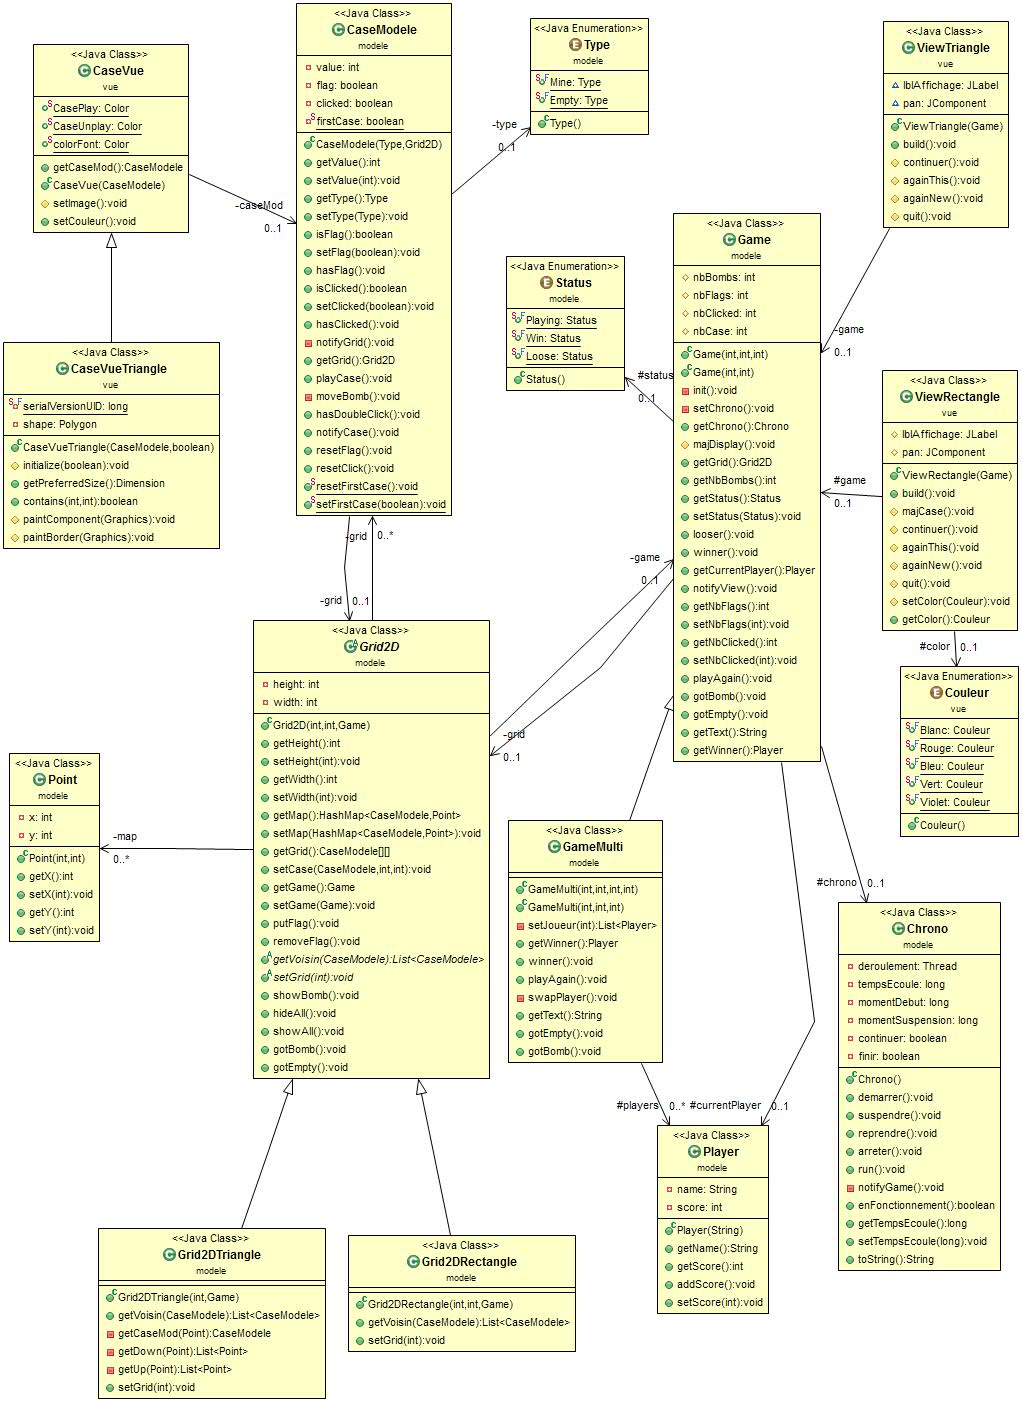 <<Java Class>>
CaseVue
vue
CasePlay: Color
CaseUnplay: Color
colorFont: Color
getCaseMod():CaseModele
CaseVue(CaseModele)
setImage():void
setCouleur():void
<<Java Class>>
CaseModele
modele
value: int
flag: boolean
clicked: boolean
firstCase: boolean
CaseModele(Type,Grid2D)
getValue():int
setValue(int):void
getType():Type
setType(Type):void
isFlag():boolean
setFlag(boolean):void
hasFlag():void
isClicked():boolean
setClicked(boolean):void
hasClicked():void
notifyGrid():void
getGrid():Grid2D
playCase():void
moveBomb():void
hasDoubleClick():void
notifyCase():void
resetFlag():void
resetClick():void
resetFirstCase():void
setFirstCase(boolean):void
<<Java Enumeration>>
Type
modele
Mine: Type
Empty: Type
Type()
-type
0..1
-caseMod
0..1
<<Java Class>>
ViewTriangle
vue
lblAffichage: JLabel
pan: JComponent
ViewTriangle(Game)
build():void
continuer():void
againThis():void
againNew():void
quit():void
-game
0..1
<<Java Class>>
Game
modele
nbBombs: int
nbFlags: int
nbClicked: int
nbCase: int
Game(int,int,int)
Game(int,int)
init():void
setChrono():void
getChrono():Chrono
majDisplay():void
getGrid():Grid2D
getNbBombs():int
getStatus():Status
setStatus(Status):void
looser():void
winner():void
getCurrentPlayer():Player
notifyView():void
getNbFlags():int
setNbFlags(int):void
getNbClicked():int
setNbClicked(int):void
playAgain():void
gotBomb():void
gotEmpty():void
getText():String
getWinner():Player
<<Java Enumeration>>
Status
modele
Playing: Status
Win: Status
Loose: Status
Status()
#status
0..1
<<Java Class>>
CaseVueTriangle
vue
serialVersionUID: long
shape: Polygon
CaseVueTriangle(CaseModele,boolean)
initialize(boolean):void
getPreferredSize():Dimension
contains(int,int):boolean
paintComponent(Graphics):void
paintBorder(Graphics):void
<<Java Class>>
ViewRectangle
vue
lblAffichage: JLabel
pan: JComponent
ViewRectangle(Game)
build():void
majCase():void
continuer():void
againThis():void
againNew():void
quit():void
setColor(Couleur):void
getColor():Couleur
#game
0..1
#color
0..1
<<Java Enumeration>>
Couleur
vue
Blanc: Couleur
Rouge: Couleur
Bleu: Couleur
Vert: Couleur
Violet: Couleur
Couleur()
-grid
0..*
-grid
0..1
-game
0..1
-grid
0..1
<<Java Class>>
Grid2D
modele
height: int
width: int
Grid2D(int,int,Game)
getHeight():int
setHeight(int):void
getWidth():int
setWidth(int):void
getMap():HashMap<CaseModele,Point>
setMap(HashMap<CaseModele,Point>):void
getGrid():CaseModele[][]
setCase(CaseModele,int,int):void
getGame():Game
setGame(Game):void
putFlag():void
removeFlag():void
getVoisin(CaseModele):List<CaseModele>
setGrid(int):void
showBomb():void
hideAll():void
showAll():void
gotBomb():void
gotEmpty():void
<<Java Class>>
Point
modele
x: int
y: int
Point(int,int)
getX():int
setX(int):void
getY():int
setY(int):void
-map
0..*
<<Java Class>>
GameMulti
modele
GameMulti(int,int,int,int)
GameMulti(int,int,int)
setJoueur(int):List<Player>
getWinner():Player
winner():void
playAgain():void
swapPlayer():void
getText():String
gotEmpty():void
gotBomb():void
#chrono
0..1
<<Java Class>>
Chrono
modele
deroulement: Thread
tempsEcoule: long
momentDebut: long
momentSuspension: long
continuer: boolean
finir: boolean
Chrono()
demarrer():void
suspendre():void
reprendre():void
arreter():void
run():void
notifyGame():void
enFonctionnement():boolean
getTempsEcoule():long
setTempsEcoule(long):void
toString():String
#players
0..*
#currentPlayer
0..1
<<Java Class>>
Player
modele
name: String
score: int
Player(String)
getName():String
getScore():int
addScore():void
setScore(int):void
<<Java Class>>
Grid2DTriangle
modele
Grid2DTriangle(int,Game)
getVoisin(CaseModele):List<CaseModele>
getCaseMod(Point):CaseModele
getDown(Point):List<Point>
getUp(Point):List<Point>
setGrid(int):void
<<Java Class>>
Grid2DRectangle
modele
Grid2DRectangle(int,int,Game)
getVoisin(CaseModele):List<CaseModele>
setGrid(int):void